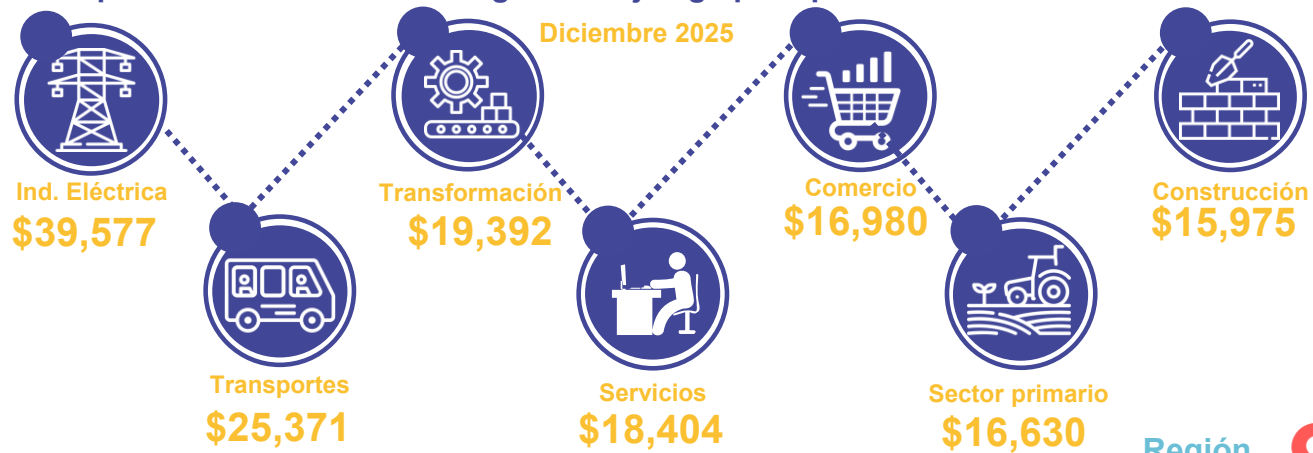 Diciembre 2025
Ind. Eléctrica
$39,577
Transportes
$25,371
Transformación
$19,392
Servicios
$18,404
Comercio
$16,980
Sector primario
$16,630
Construcción
$15,975
Región